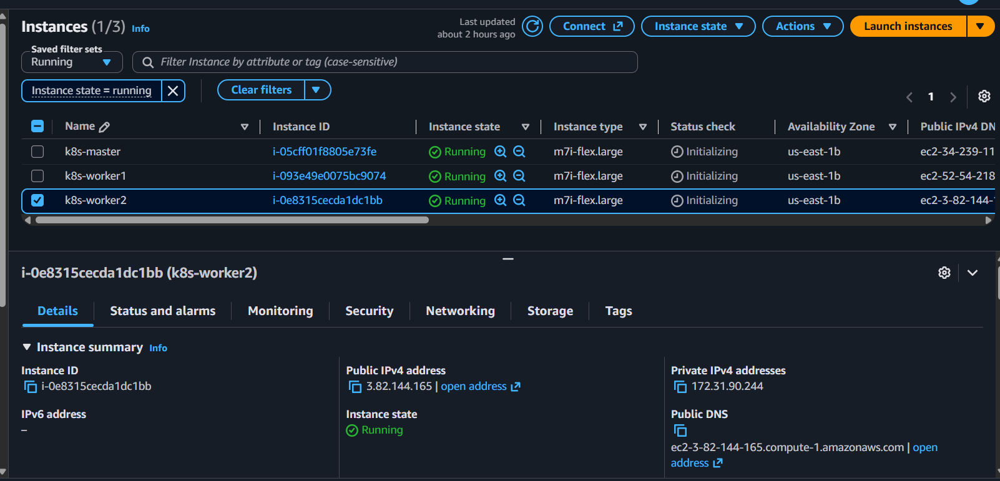 Instances (1/3) Info
Last updated
about 2 hours ago
Connect
Instance state
Actions
Launch instances
Saved filter sets
Running
Filter Instance by attribute or tag (case-sensitive)
Instance state = running
Clear filters
1
Name Instance ID Instance state Instance type Status check Availability Zone Public IPv4 DN
k8s-master i-05cff01f8805e73fe Running m7i-flex.large Initializing us-east-1b ec2-34-239-11
k8s-worker1 i-093e49e0075bc9074 Running m7i-flex.large Initializing us-east-1b ec2-52-54-218
k8s-worker2 i-0e8315cecda1dc1bb Running m7i-flex.large Initializing us-east-1b ec2-3-82-144-
i-0e8315cecda1dc1bb (k8s-worker2)
Details Status and alarms Monitoring Security Networking Storage Tags
Instance summary Info
Instance ID
i-0e8315cecda1dc1bb
Public IPv4 address
3.82.144.165 | open address
Private IPv4 addresses
172.31.90.244
IPv6 address
–
Instance state
Running
Public DNS
ec2-3-82-144-165.compute-1.amazonaws.com | open
address